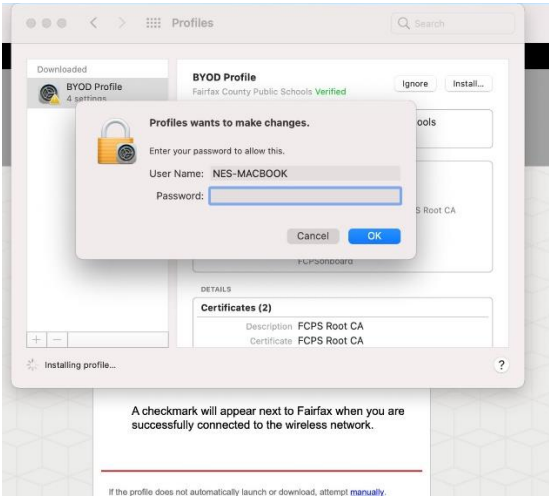 Profiles
Search
Downloaded
BYOD Profile
4 settings
BYOD Profile
Fairfax County Public Schools Verified
Ignore
Install...
ools
Profiles wants to make changes.
Enter your password to allow this.
User Name: NES-MACBOOK
Password:
Cancel
OK
S Root CA
FCPSonboard
DETAILS
Certificates (2)
Description FCPS Root CA
Certificate FCPS Root CA
+ −
Installing profile...
?
A checkmark will appear next to Fairfax when you are
successfully connected to the wireless network.
If the profile does not automatically launch or download, attempt manually.